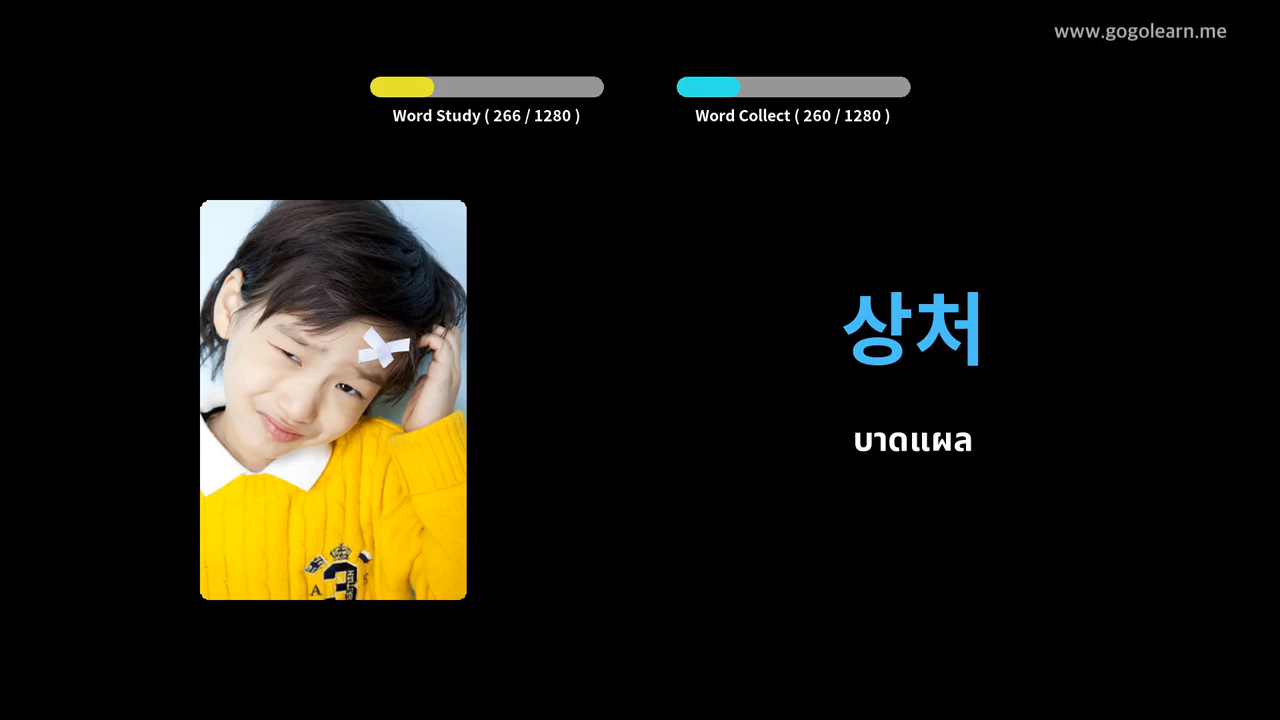 www.gogolearn.me
Word Study ( 266 / 1280 )
Word Collect ( 260 / 1280 )
상처
บาดแผล
3
A